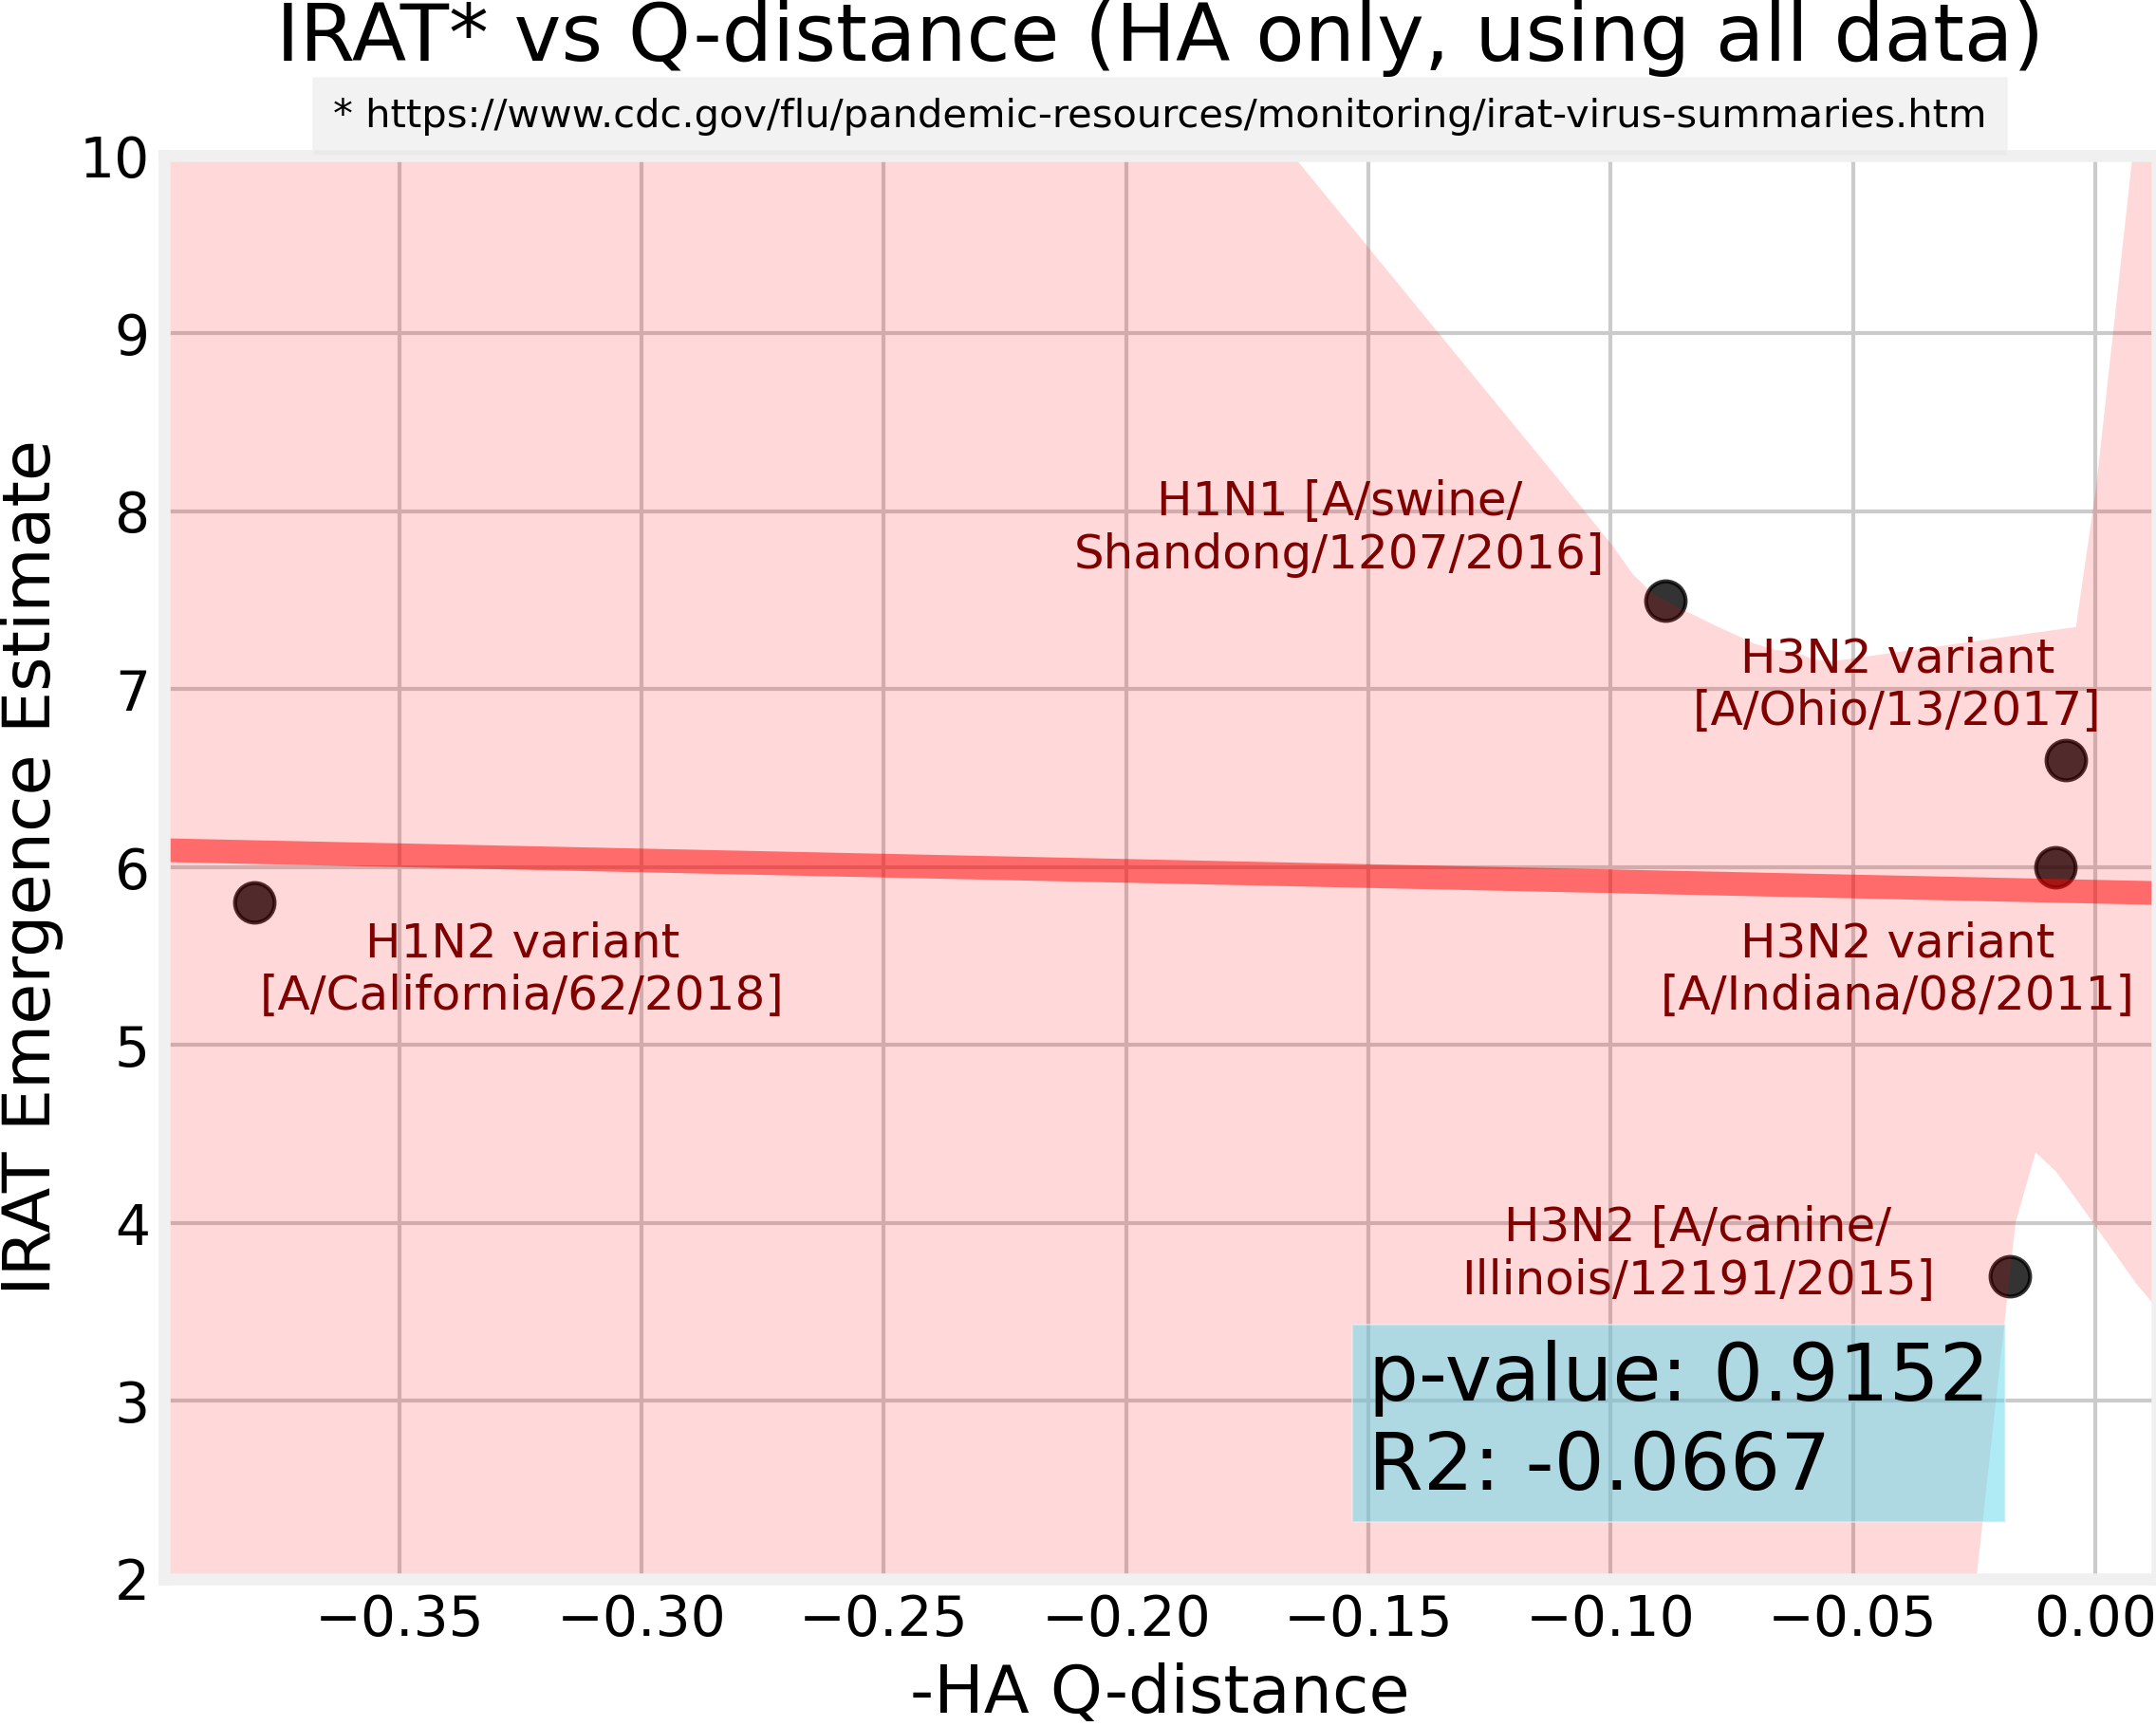 IRAT* vs Q-distance (HA only, using all data)
* https://www.cdc.gov/flu/pandemic-resources/monitoring/irat-virus-summaries.htm
IRAT Emergence Estimate
10
9
8
7
6
5
4
3
2
H1N1 [A/swine/
Shandong/1207/2016]
H3N2 variant
[A/Ohio/13/2017]
H1N2 variant
[A/California/62/2018]
H3N2 variant
[A/Indiana/08/2011]
H3N2 [A/canine/
Illinois/12191/2015]
p-value: 0.9152
R2: -0.0667
−0.35 −0.30 −0.25 −0.20 −0.15 −0.10 −0.05 0.00
-HA Q-distance